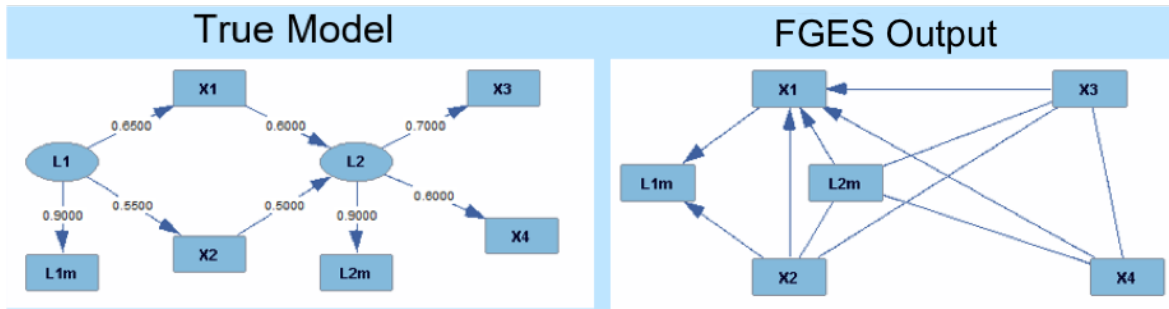 True Model
FGES Output
X1
X3
0.6500
0.6000
0.7000
L1
L2
0.9000
0.5500
0.5000
0.9000
0.6000
L1m
X2
L2m
X4
X1
X3
L1m
L2m
X2
X4